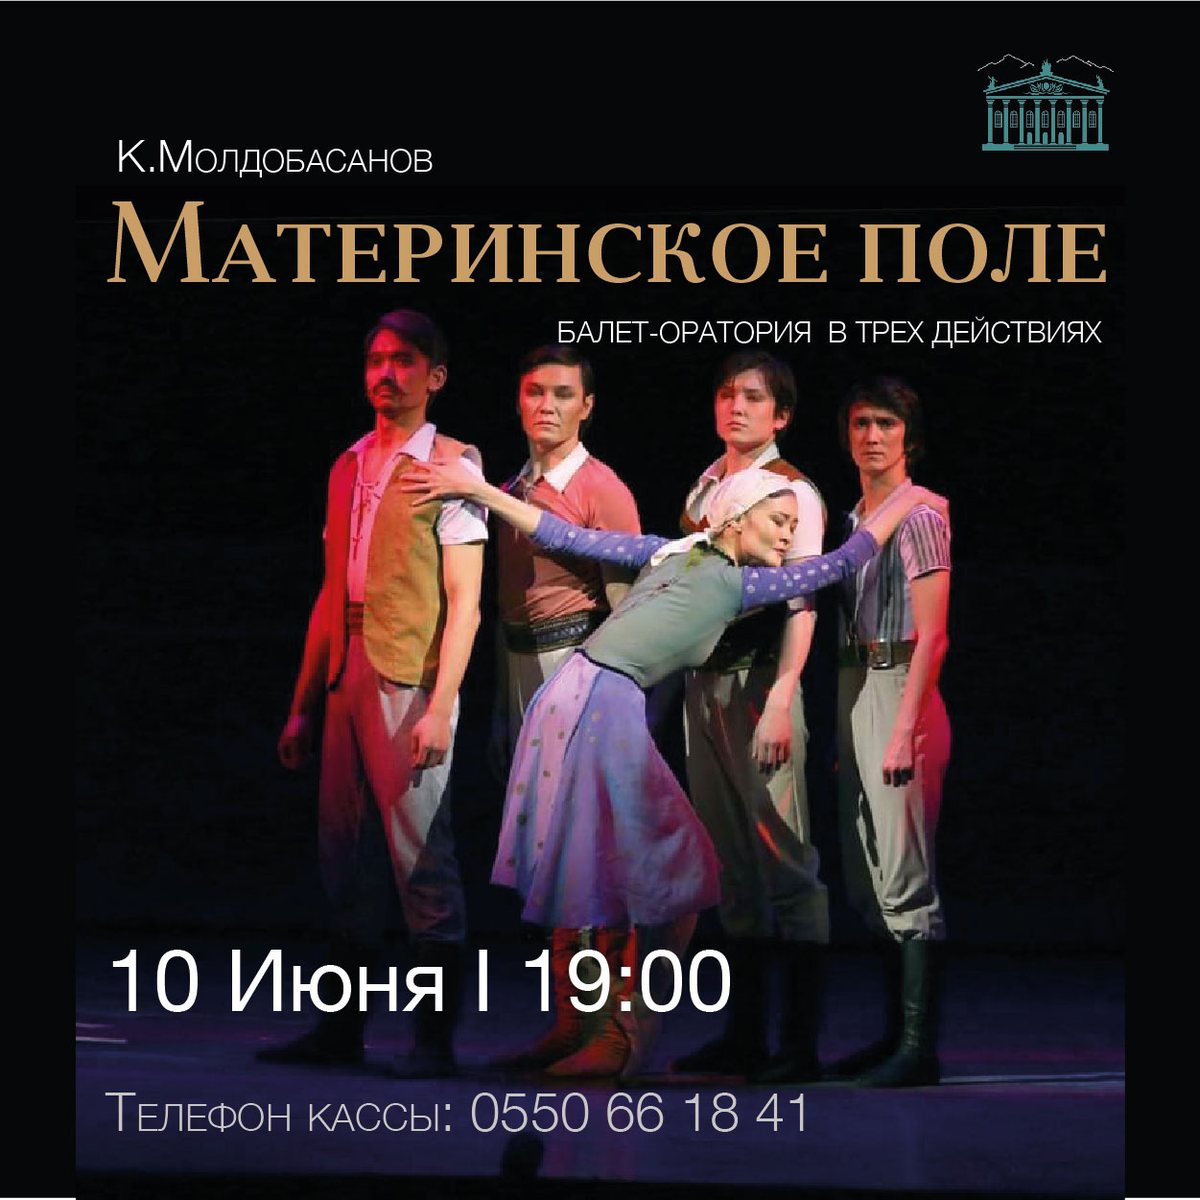 К.Молдобасанов
Материнское поле
БАЛЕТ-ОРАТОРИЯ В ТРЕХ ДЕЙСТВИЯХ
10 Июня | 19:00
Телефон кассы: 0550 66 18 41